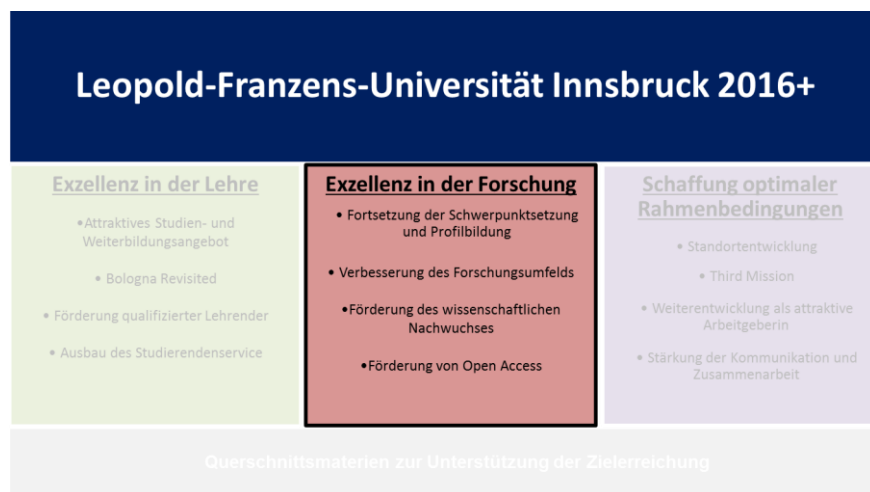 Leopold-Franzens-Universität Innsbruck 2016+
Exzellenz in der Lehre
•Attraktives Studien- und
Weiterbildungsangebot
• Bologna Revisited
• Förderung qualifizierter Lehrender
• Ausbau des Studierendenservice
Exzellenz in der Forschung
• Fortsetzung der Schwerpunktsetzung
und Profilbildung
• Verbesserung des Forschungsumfelds
•Förderung des wissenschaftlichen
Nachwuchses
•Förderung von Open Access
Schaffung optimaler
Rahmenbedingungen
• Standortentwicklung
• Third Mission
• Weiterentwicklung als attraktive
Arbeitgeberin
• Stärkung der Kommunikation und
Zusammenarbeit
Querschnittsmaterien zur Unterstützung der Zielerreichung